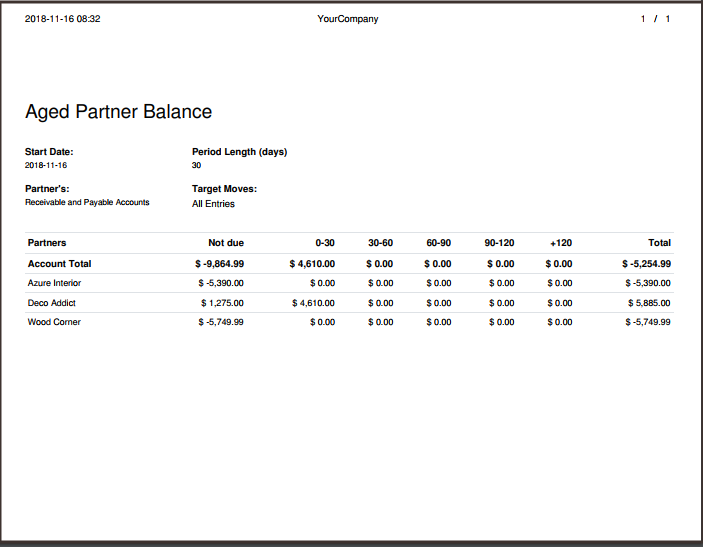 2018-11-16 08:32 YourCompany 1 / 1
Aged Partner Balance
Start Date: Period Length (days)
2018-11-16 30
Partner's: Target Moves:
Receivable and Payable Accounts All Entries
Partners Not due 0-30 30-60 60-90 90-120 +120 Total
Account Total $ -9,864.99 $ 4,610.00 $ 0.00 $ 0.00 $ 0.00 $ 0.00 $ -5,254.99
Azure Interior $ -5,390.00 $ 0.00 $ 0.00 $ 0.00 $ 0.00 $ 0.00 $ -5,390.00
Deco Addict $ 1,275.00 $ 4,610.00 $ 0.00 $ 0.00 $ 0.00 $ 0.00 $ 5,885.00
Wood Corner $ -5,749.99 $ 0.00 $ 0.00 $ 0.00 $ 0.00 $ 0.00 $ -5,749.99